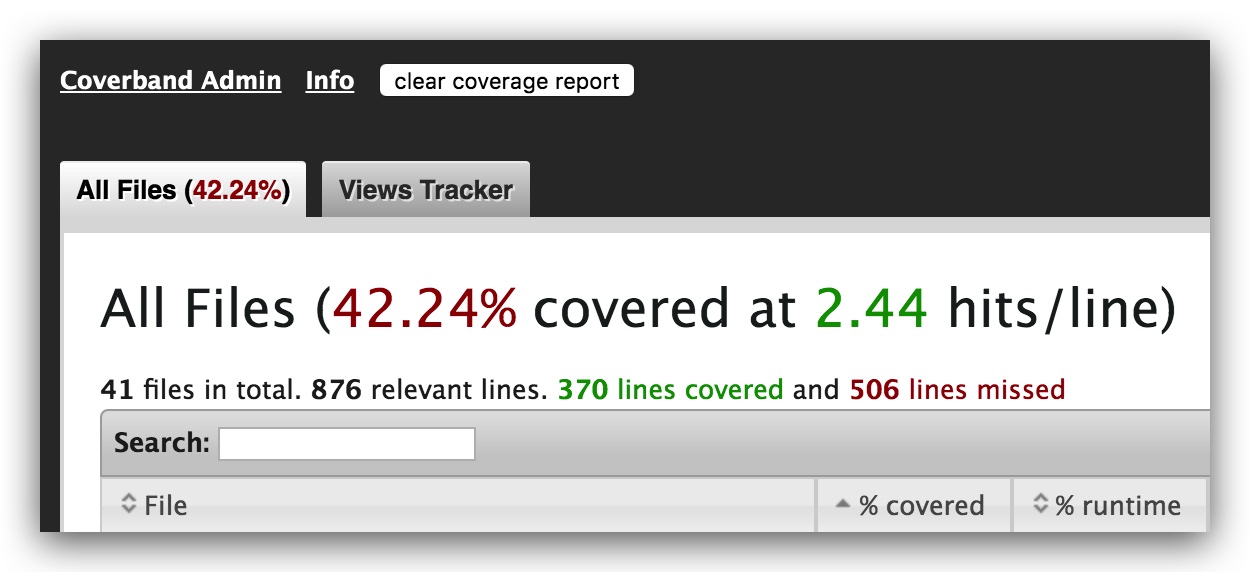 Coverband Admin Info clear coverage report
All Files (42.24%) Views Tracker
All Files (42.24% covered at 2.44 hits/line)
41 files in total. 876 relevant lines. 370 lines covered and 506 lines missed
Search:
File % covered % runtime